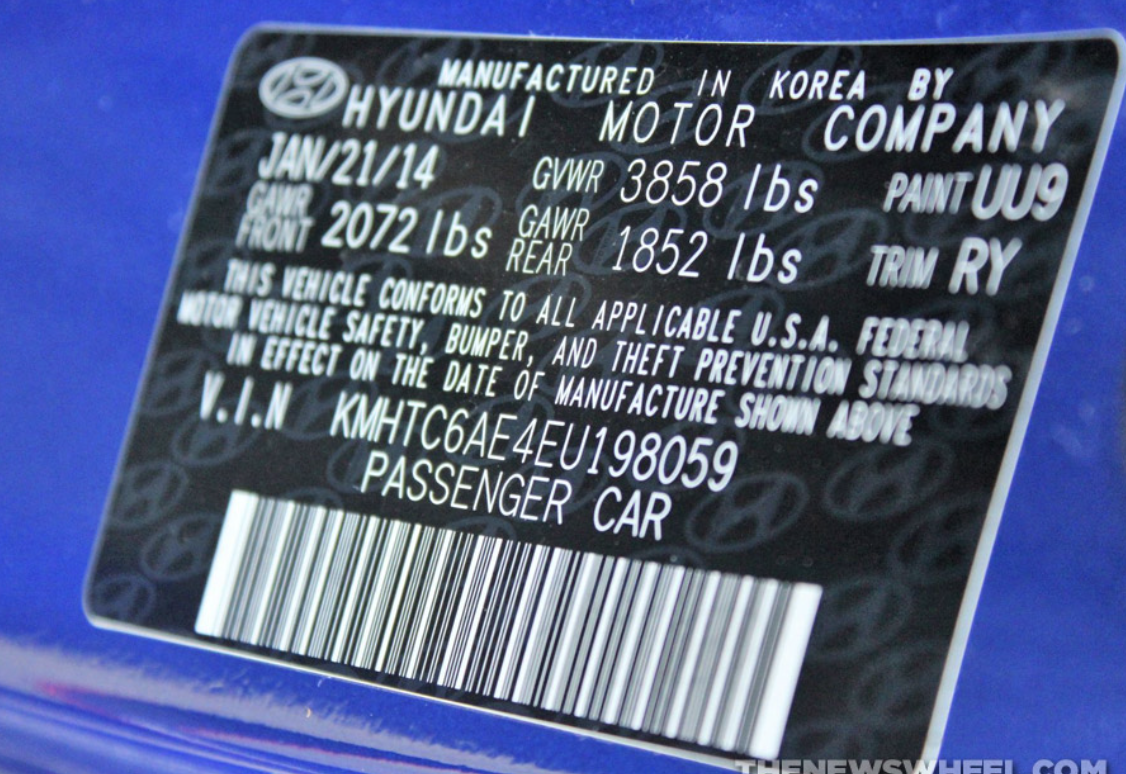 MANUFACTURED IN KOREA BY
HYUNDAI MOTOR COMPANY
JAN/21/14 GVWR 3858 lbs PAINT UU9
GAWR FRONT 2072 lbs GAWR REAR 1852 lbs TRIM RY
THIS VEHICLE CONFORMS TO ALL APPLICABLE U.S.A. FEDERAL
MOTOR VEHICLE SAFETY, BUMPER, AND THEFT PREVENTION STANDARDS
IN EFFECT ON THE DATE OF MANUFACTURE SHOWN ABOVE
V.I.N KMHTC6AE4EU198059
PASSENGER CAR
THENEWSWHEEL.COM